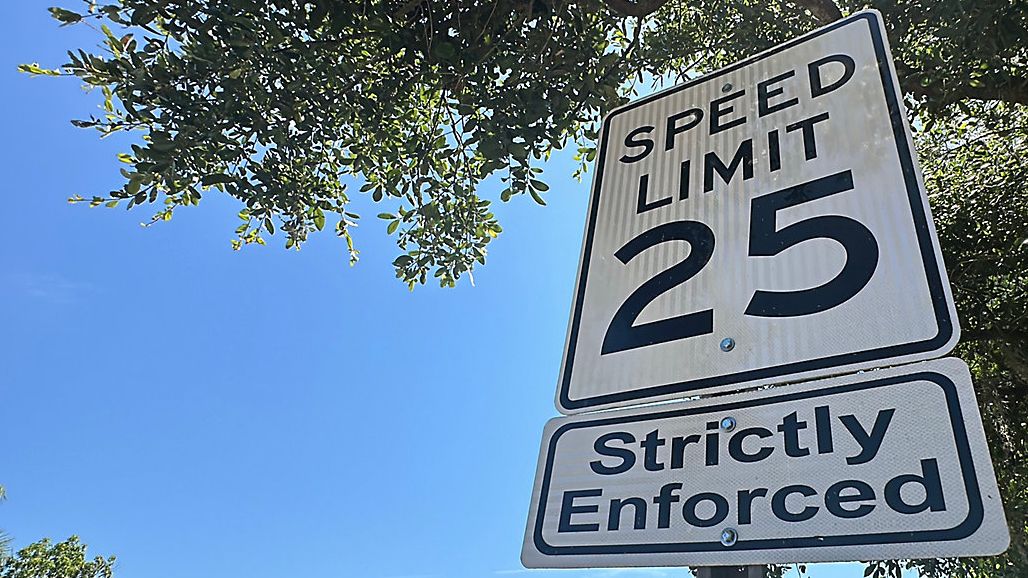 SPEED
LIMIT
25
Strictly
Enforced